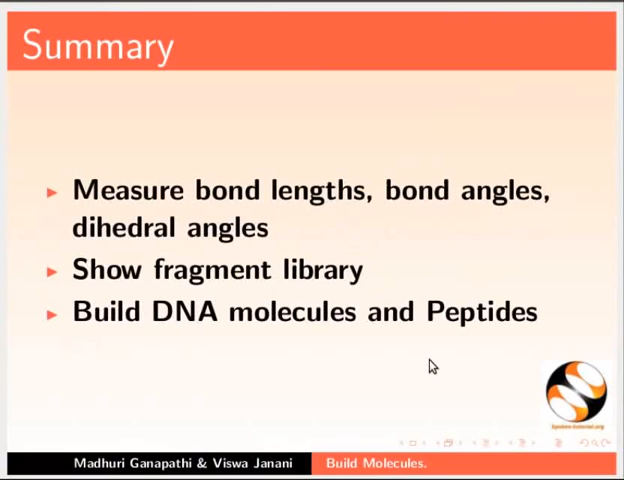 Summary
Measure bond lengths, bond angles,
dihedral angles
Show fragment library
Build DNA molecules and Peptides
Madhuri Ganapathi & Viswa Janani
Build Molecules.